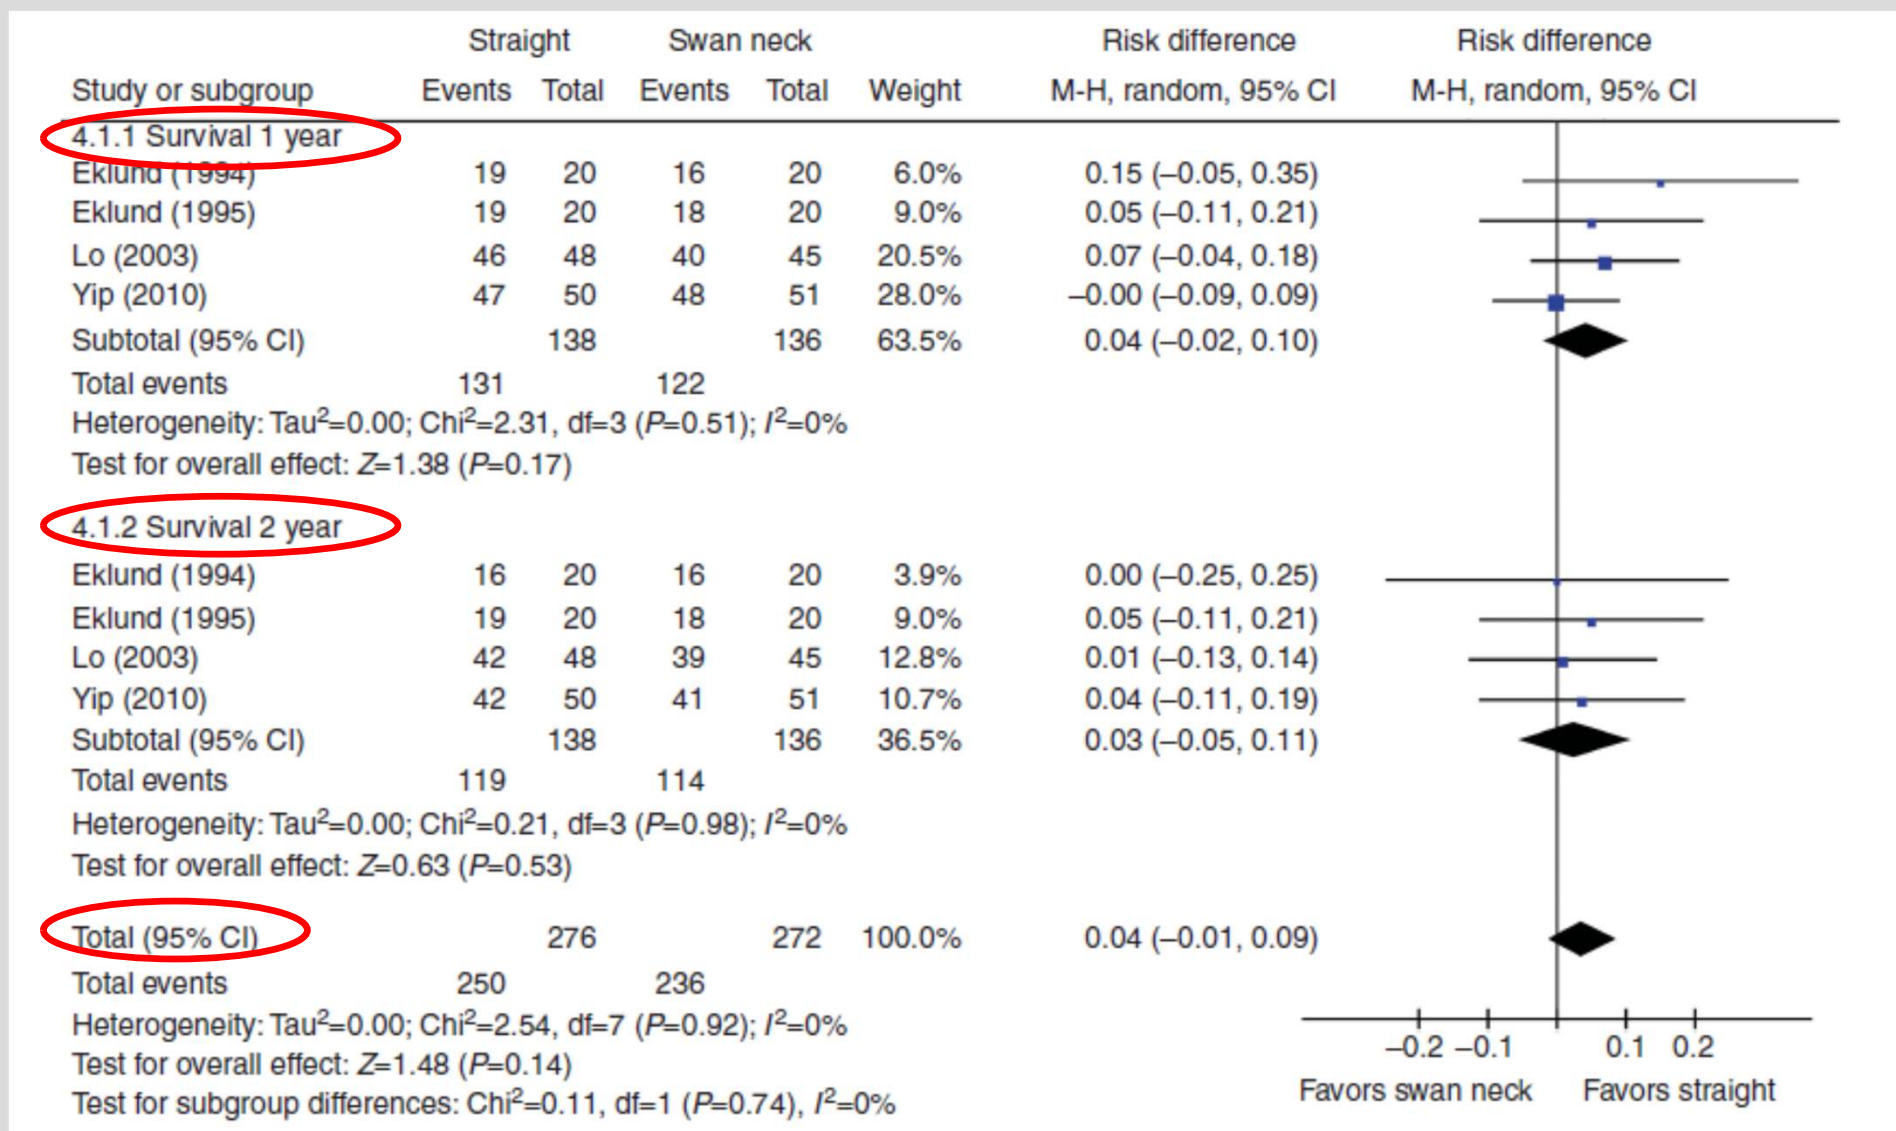 Straight Swan neck Risk difference Risk difference
Study or subgroup Events Total Events Total Weight M-H, random, 95% CI M-H, random, 95% CI
4.1.1 Survival 1 year
Eklund (1994) 19 20 16 20 6.0% 0.15 (–0.05, 0.35)
Eklund (1995) 19 20 18 20 9.0% 0.05 (–0.11, 0.21)
Lo (2003) 46 48 40 45 20.5% 0.07 (–0.04, 0.18)
Yip (2010) 47 50 48 51 28.0% –0.00 (–0.09, 0.09)
Subtotal (95% CI) 138 136 63.5% 0.04 (–0.02, 0.10)
Total events 131 122
Heterogeneity: Tau²=0.00; Chi²=2.31, df=3 (P=0.51); I²=0%
Test for overall effect: Z=1.38 (P=0.17)
4.1.2 Survival 2 year
Eklund (1994) 16 20 16 20 3.9% 0.00 (–0.25, 0.25)
Eklund (1995) 19 20 18 20 9.0% 0.05 (–0.11, 0.21)
Lo (2003) 42 48 39 45 12.8% 0.01 (–0.13, 0.14)
Yip (2010) 42 50 41 51 10.7% 0.04 (–0.11, 0.19)
Subtotal (95% CI) 138 136 36.5% 0.03 (–0.05, 0.11)
Total events 119 114
Heterogeneity: Tau²=0.00; Chi²=0.21, df=3 (P=0.98); I²=0%
Test for overall effect: Z=0.63 (P=0.53)
Total (95% CI) 276 272 100.0% 0.04 (–0.01, 0.09)
Total events 250 236
Heterogeneity: Tau²=0.00; Chi²=2.54, df=7 (P=0.92); I²=0%
Test for overall effect: Z=1.48 (P=0.14)
Test for subgroup differences: Chi²=0.11, df=1 (P=0.74), I²=0%
–0.2 –0.1 0.1 0.2
Favors swan neck Favors straight